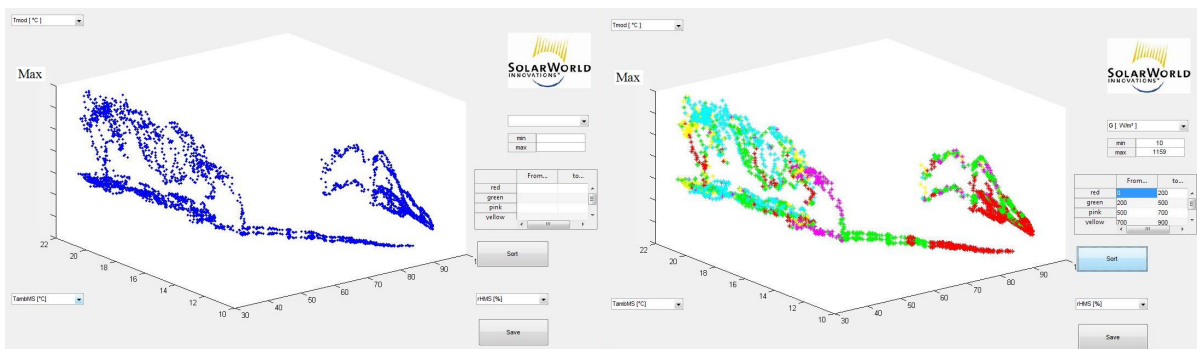 Tmod [ °C ]
Max
22
20
18
16
14
12
10
30
40
50
60
70
80
90
1
SOLARWORLD
INNOVATIONS
min
max
From... to...
red
green
pink
yellow
Sort
TambMS [°C]
rHMS [%]
Save
Tmod [ °C ]
Max
22
20
18
16
14
12
10
30
40
50
60
70
80
90
1
SOLARWORLD
INNOVATIONS
G [ W/m² ]
min 10
max 1159
From... to...
red 200
green 200 500
pink 500 700
yellow 700 900
Sort
TambMS [°C]
rHMS [%]
Save